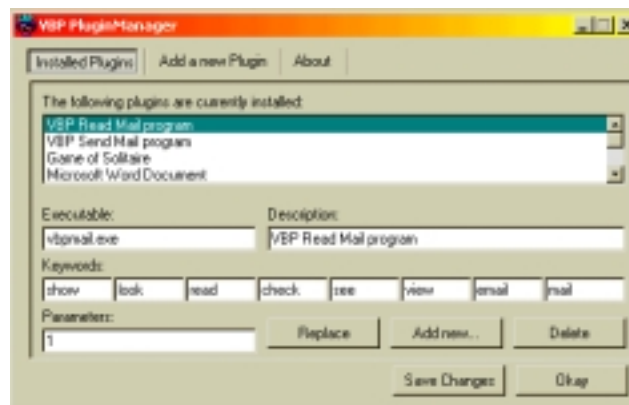 VBP PluginManager
Installed Plugins Add a new Plugin About
The following plugins are currently installed:
VBP Read Mail program
VBP Send Mail program
Game of Solitaire
Microsoft Word Document
Executable: Description:
vbpmail.exe VBP Read Mail program
Keywords:
show look read check see view email mail
Parameters:
1 Replace Add new... Delete
Save Changes Okay